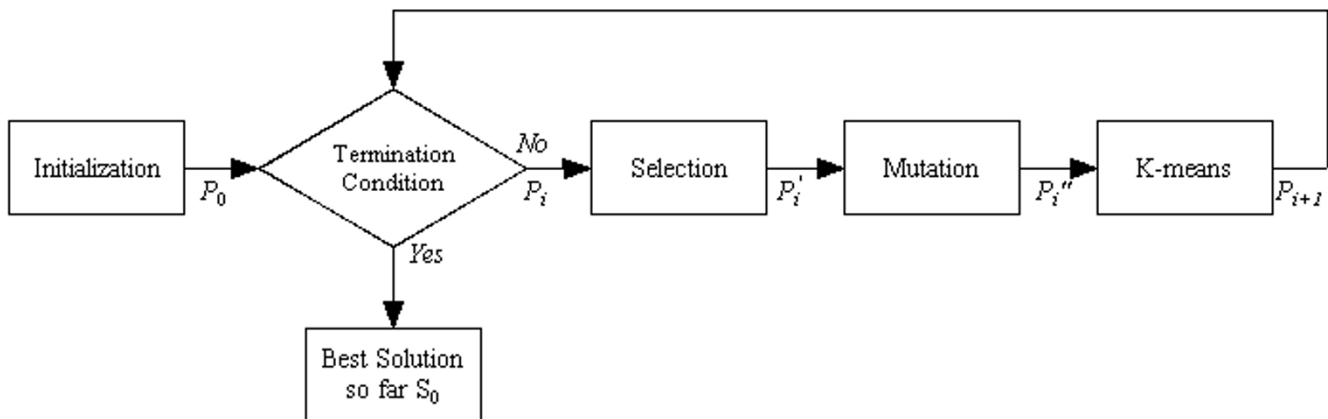 Initialization
P₀
Termination
Condition
No
Pᵢ
Selection
Pᵢ'
Mutation
Pᵢ''
K-means
Pᵢ₊₁
Yes
Best Solution
so far S₀